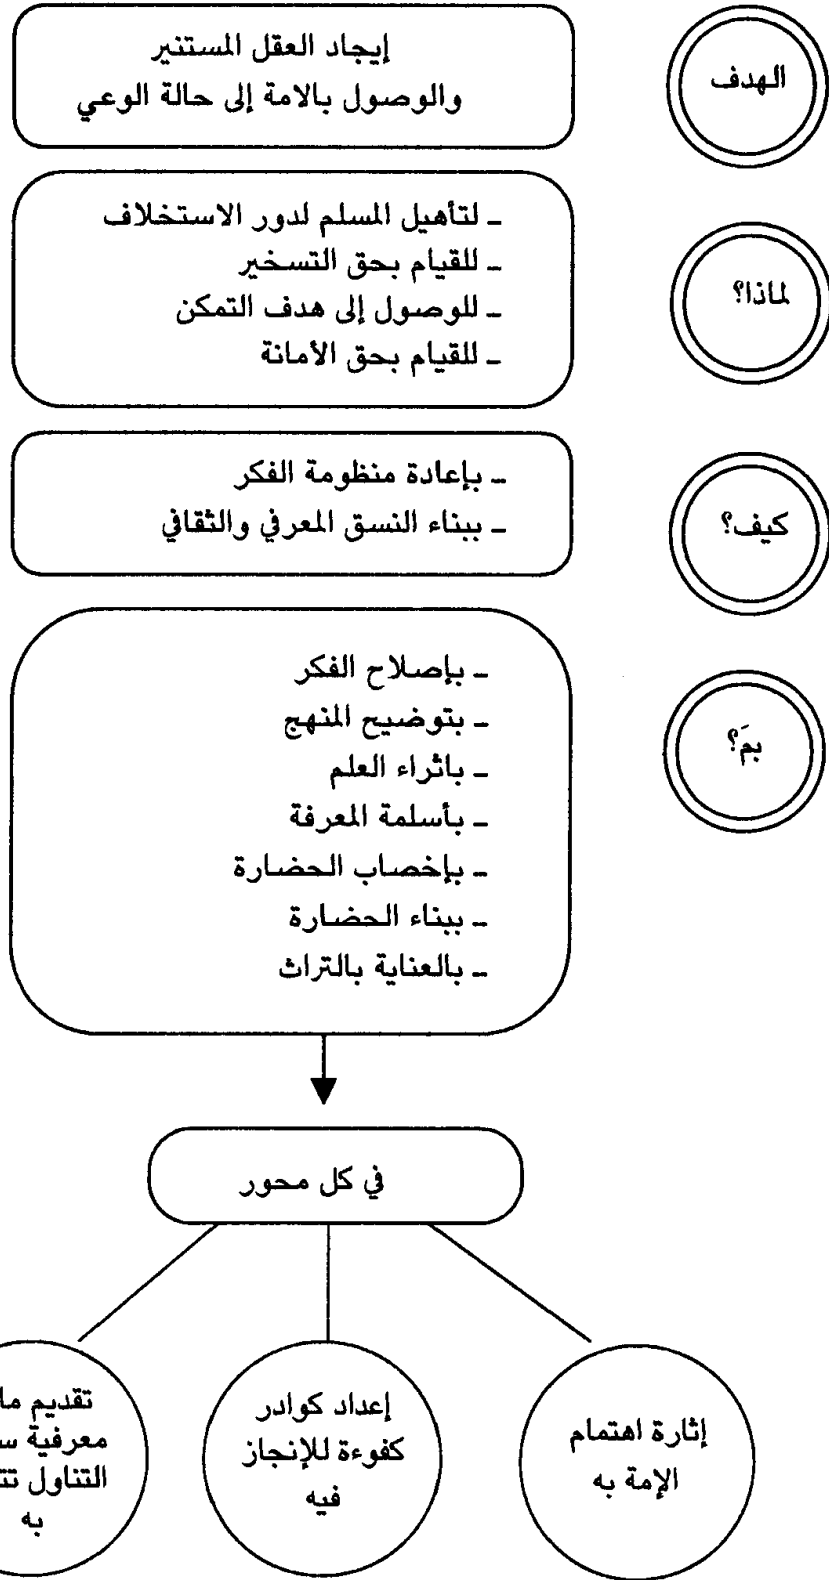 الهدف
إيجاد العقل المستنير
والوصول بالامة إلى حالة الوعي
لماذا؟
ـ لتأهيل المسلم لدور الاستخلاف
ـ للقيام بحق التسخير
ـ للوصول إلى هدف التمكن
ـ للقيام بحق الأمانة
كيف؟
ـ بإعادة منظومة الفكر
ـ ببناء النسق المعرفي والثقافي
بمَ؟
ـ بإصلاح الفكر
ـ بتوضيح المنهج
ـ باثراء العلم
ـ بأسلمة المعرفة
ـ بإخصاب الحضارة
ـ ببناء الحضارة
ـ بالعناية بالتراث
في كل محور
إثارة اهتمام
الإمة به
إعداد كوادر
كفوءة للإنجاز
فيه
تقديم
معرفية
التناول
به